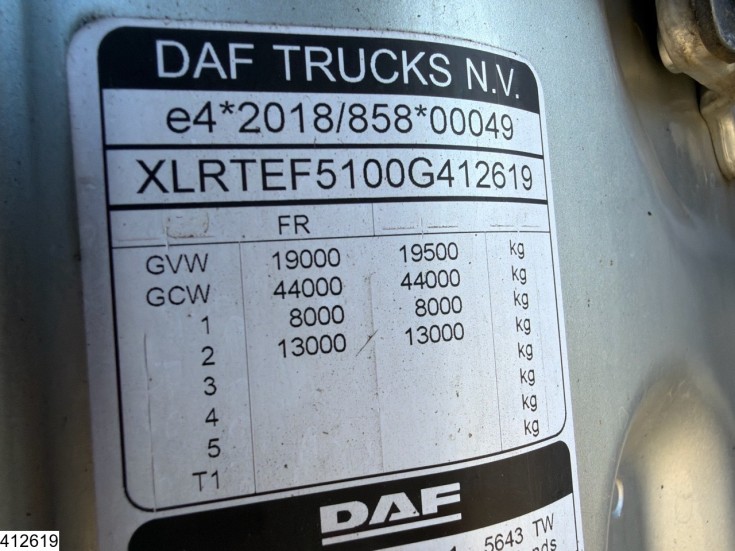 DAF TRUCKS N.V.
e4*2018/858*00049
XLRTEF5100G412619
FR
GVW 19000 19500 kg
GCW 44000 44000 kg
1 8000 8000 kg
2 13000 13000 kg
3 kg
4 kg
5 kg
T1
DAF
5643 TW
412619